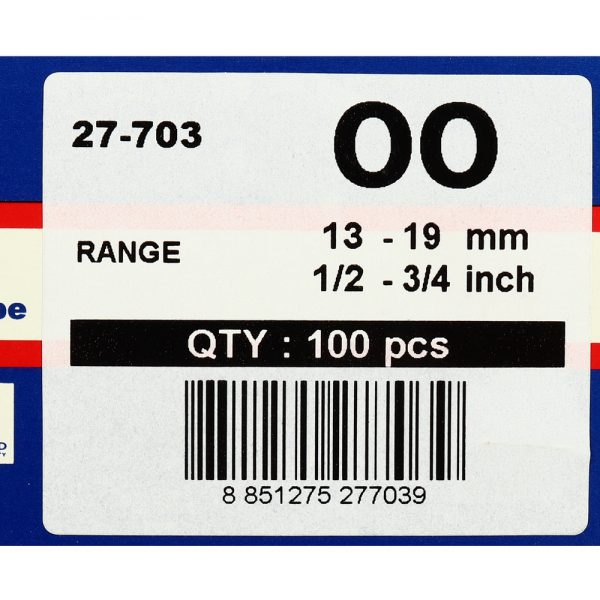 27-703
OO
RANGE
13 - 19 mm
1/2 - 3/4 inch
QTY : 100 pcs
8 851275 277039